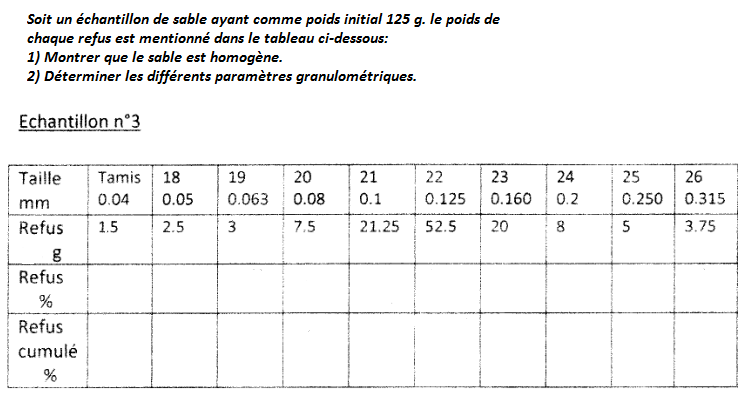 Soit un échantillon de sable ayant comme poids initial 125 g. le poids de
chaque refus est mentionné dans le tableau ci-dessous:
1) Montrer que le sable est homogène.
2) Déterminer les différents paramètres granulométriques.
Echantillon n°3
Taille Tamis 18 19 20 21 22 23 24 25 26
mm 0.04 0.05 0.063 0.08 0.1 0.125 0.160 0.2 0.250 0.315
Refus 1.5 2.5 3 7.5 21.25 52.5 20 8 5 3.75
g
Refus
%
Refus
cumulé
%